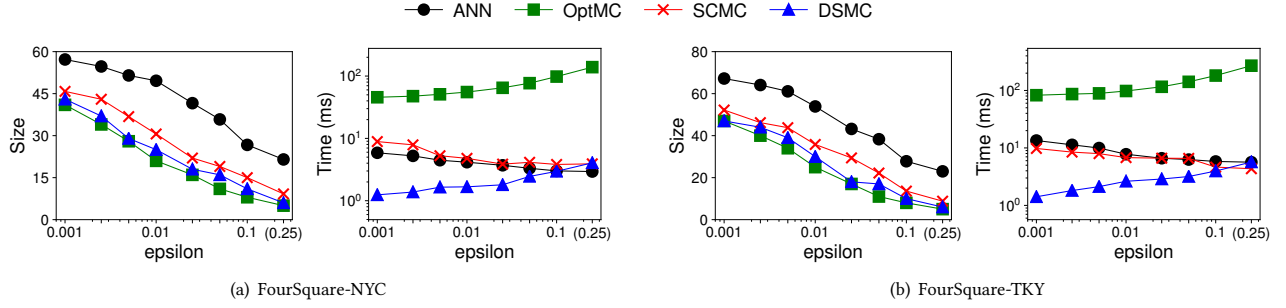 ANN OptMC SCMC DSMC
60
45
30
15
0
Size
0.001 0.01 0.1 (0.25)
epsilon
10²
10¹
10⁰
Time (ms)
0.001 0.01 0.1 (0.25)
epsilon
(a) FourSquare-NYC
80
60
40
20
0
Size
0.001 0.01 0.1 (0.25)
epsilon
10²
10¹
10⁰
Time (ms)
0.001 0.01 0.1 (0.25)
epsilon
(b) FourSquare-TKY